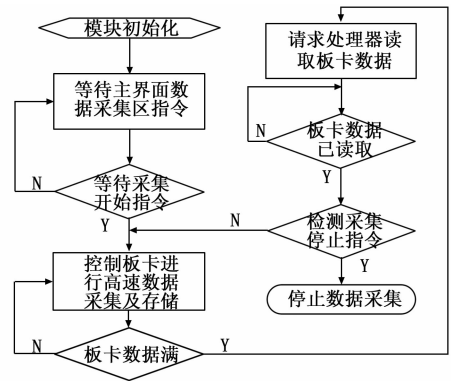 模块初始化
等待主界面数
据采集区指令
N
等待采集
开始指令
Y
控制板卡进
行高速数据
采集及存储
N
板卡数据满
Y
请求处理器读
取板卡数据
N
板卡数据
已读取
Y
N
检测采集
停止指令
Y
停止数据采集